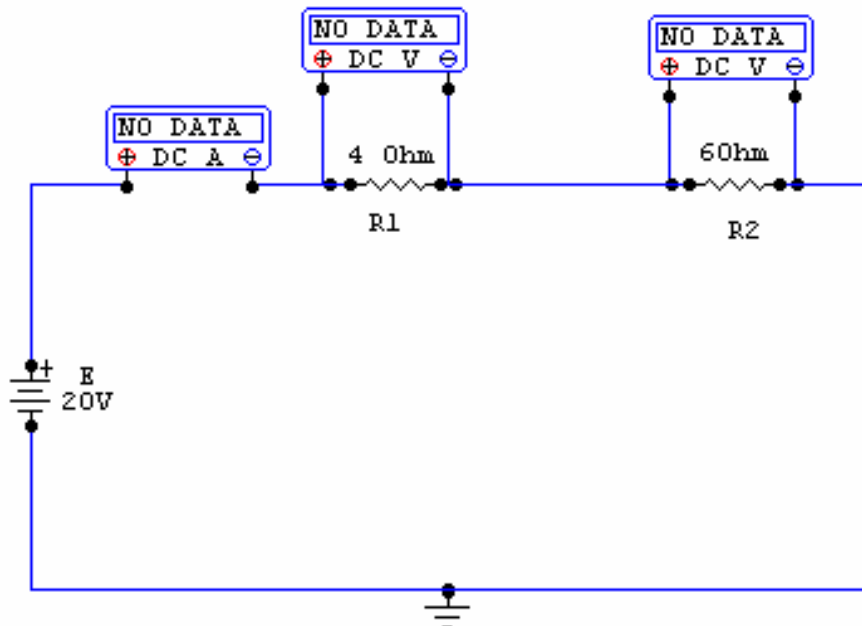 NO DATA
DC V
NO DATA
DC V
NO DATA
DC A
4 Ohm
6Ohm
R1
R2
+
E
20V